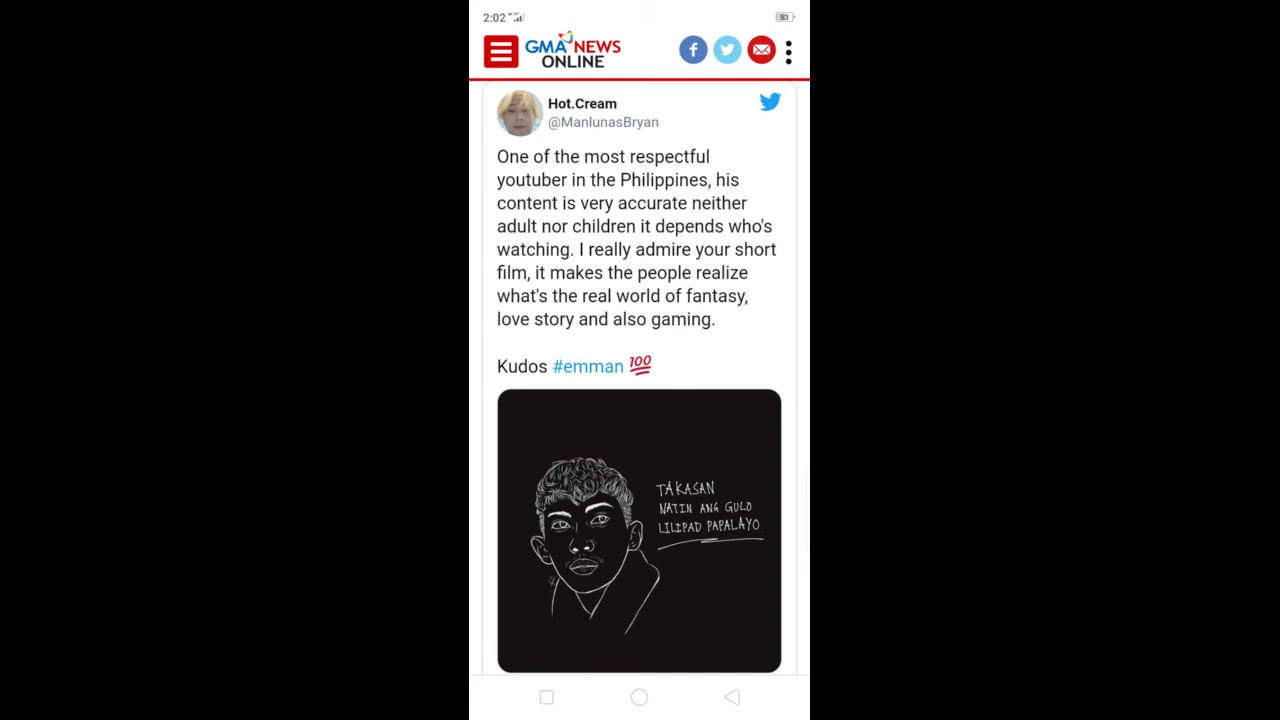 2:02
53
GMA NEWS
ONLINE
Hot.Cream
@ManlunasBryan
One of the most respectful
youtuber in the Philippines, his
content is very accurate neither
adult nor children it depends who's
watching. I really admire your short
film, it makes the people realize
what's the real world of fantasy,
love story and also gaming.
Kudos #emman 💯
TAKASAN
NATIN ANG GULO
LILIPAD PAPALAYO